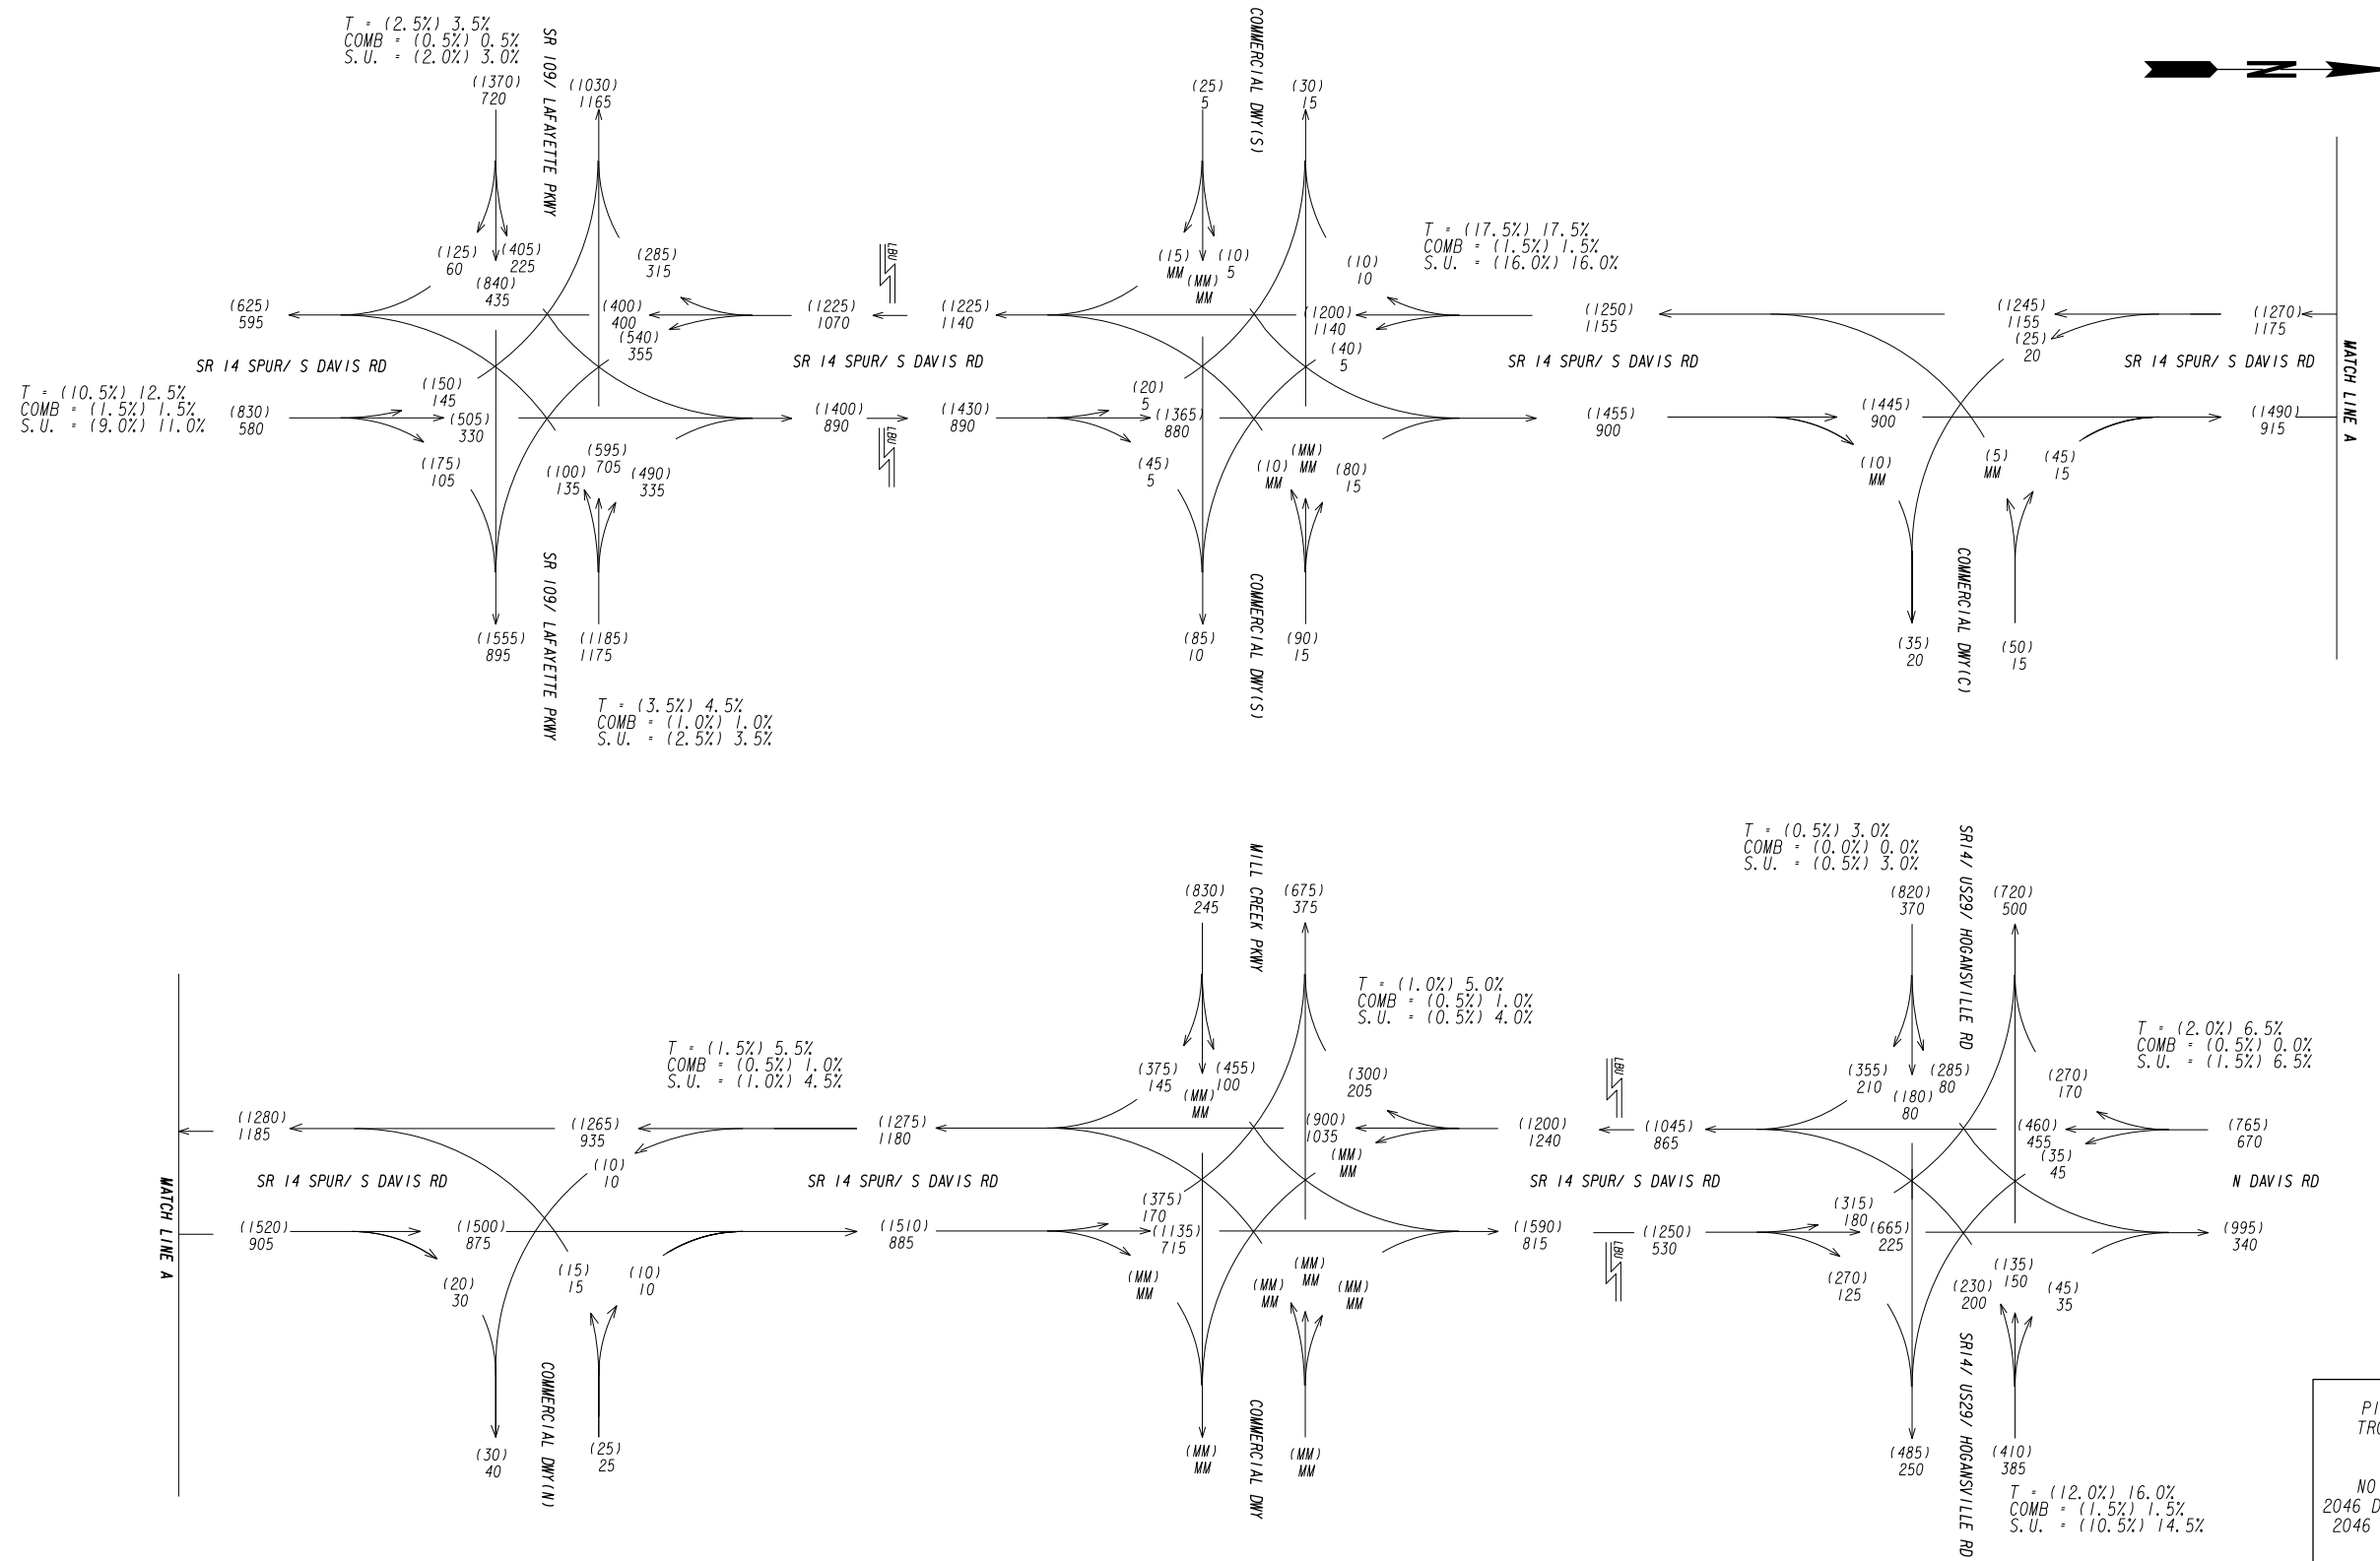 T = (2.5%) 3.5%
COMB = (0.5%) 0.5%
S.U. = (2.0%) 3.0%
SR 109/ LAFAYETTE PKWY
(1370)
720
(1030)
1165
(125)
60
(405)
225
(840)
435
(285)
315
(625)
595
(400)
400
(540)
355
(1225)
1070
SR 14 SPUR/ S DAVIS RD
T = (10.5%) 12.5%
COMB = (1.5%) 1.5%
S.U. = (9.0%) 11.0%
(830)
580
(150)
145
(505)
330
(175)
105
(595)
705
(100)
135
(490)
335
(1400)
890
SR 109/ LAFAYETTE PKWY
(1555)
895
(1185)
1175
T = (3.5%) 4.5%
COMB = (1.0%) 1.0%
S.U. = (2.5%) 3.5%
LBU
LBU
SR 14 SPUR/ S DAVIS RD
COMMERCIAL DWY(S)
(25)
5
(30)
15
(15)
MM
(MM)
MM
(10)
5
(10)
10
T = (17.5%) 17.5%
COMB = (1.5%) 1.5%
S.U. = (16.0%) 16.0%
(1225)
1140
(1200)
1140
(40)
5
(1250)
1155
(1430)
890
(20)
5
(1365)
880
(45)
5
(10)
MM
(MM)
MM
(80)
15
(1455)
900
COMMERCIAL DWY(S)
(85)
10
(90)
15
SR 14 SPUR/ S DAVIS RD
(1245)
1155
(25)
20
(1270)
1175
SR 14 SPUR/ S DAVIS RD
MATCH LINE A
(1445)
900
(10)
MM
(5)
MM
(45)
15
(1490)
915
COMMERCIAL DWY(C)
(35)
20
(50)
15
N
MATCH LINE A
(1280)
1185
SR 14 SPUR/ S DAVIS RD
(1520)
905
(1265)
935
(10)
10
T = (1.5%) 5.5%
COMB = (0.5%) 1.0%
S.U. = (1.0%) 4.5%
(1275)
1180
SR 14 SPUR/ S DAVIS RD
(1500)
875
(20)
30
(15)
15
(10)
10
(1510)
885
COMMERCIAL DWY(N)
(30)
40
(25)
25
MILL CREEK PKWY
(830)
245
(675)
375
T = (1.0%) 5.0%
COMB = (0.5%) 1.0%
S.U. = (0.5%) 4.0%
(375)
145
(MM)
MM
(455)
100
(300)
205
(900)
1035
(MM)
MM
(1200)
1240
(375)
170
(1135)
715
(MM)
MM
(MM)
MM
(MM)
MM
(MM)
MM
(1590)
815
COMMERCIAL DWY
(MM)
MM
(MM)
MM
LBU
LBU
SR 14 SPUR/ S DAVIS RD
T = (0.5%) 3.0%
COMB = (0.0%) 0.0%
S.U. = (0.5%) 3.0%
SR14/ US29/ HOGANSVILLE RD
(820)
370
(720)
500
(355)
210
(180)
80
(285)
80
(270)
170
T = (2.0%) 6.5%
COMB = (0.5%) 0.0%
S.U. = (1.5%) 6.5%
(1045)
865
(460)
455
(35)
45
(765)
670
N DAVIS RD
(1250)
530
(315)
180
(665)
225
(270)
125
(230)
200
(135)
150
(45)
35
(995)
340
SR14/ US29/ HOGANSVILLE RD
(485)
250
(410)
385
T = (12.0%) 16.0%
COMB = (1.5%) 1.5%
S.U. = (10.5%) 14.5%
PI
TRO
NO
2046 D
2046